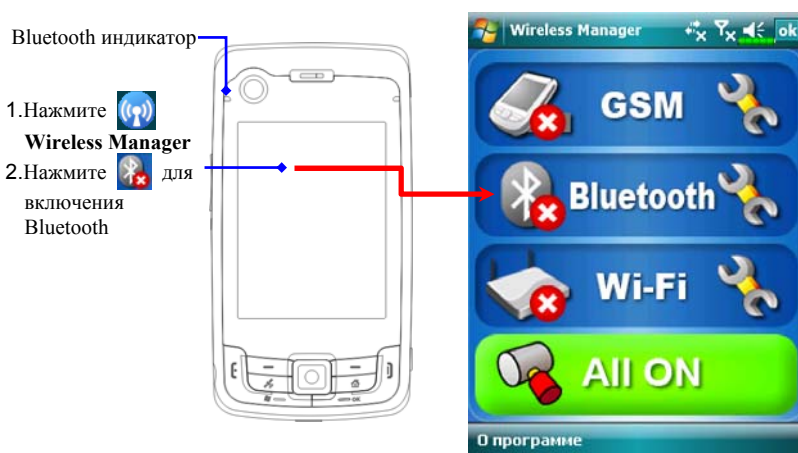 Bluetooth индикатор
1.Нажмите
Wireless Manager
2.Нажмите для
включения
Bluetooth
Wireless Manager ok
GSM
Bluetooth
Wi-Fi
All ON
О программе
OK